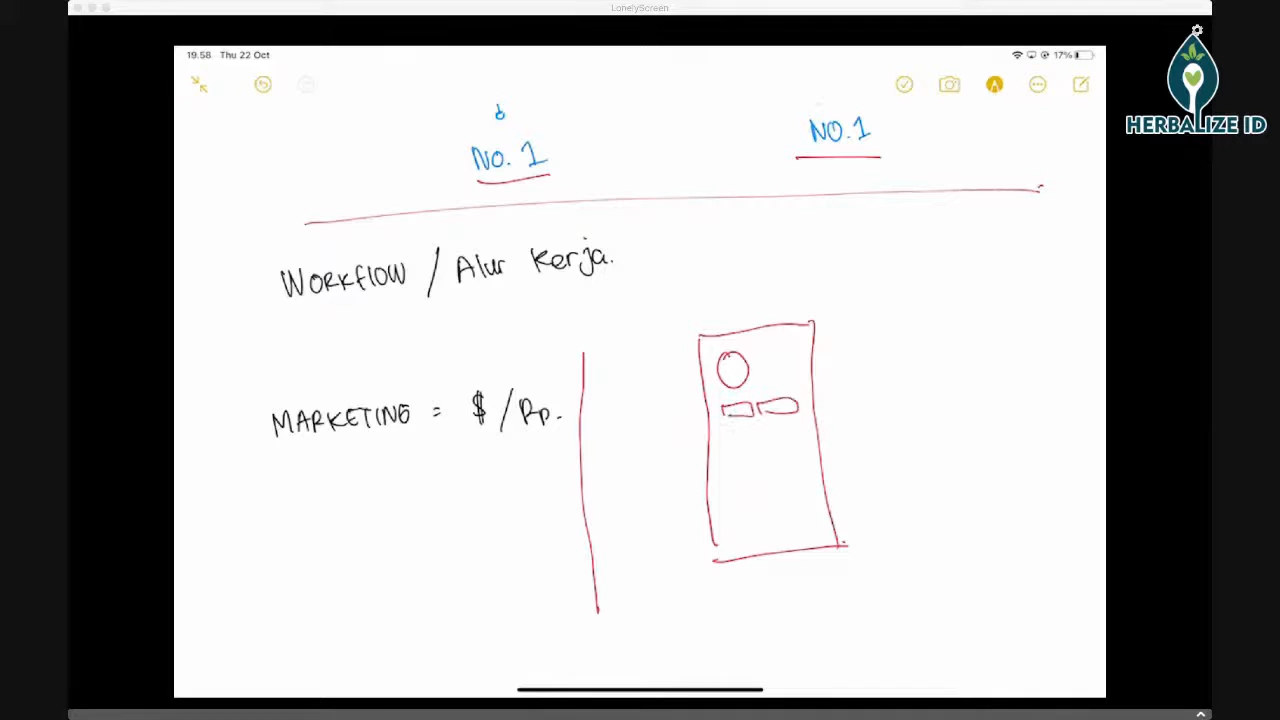 LonelyScreen
19.58 Thu 22 Oct
17%
HERBALIZE ID
NO. 1
NO.1
WORKFLOW / Alur Kerja.
MARKETING = $ /Rp.